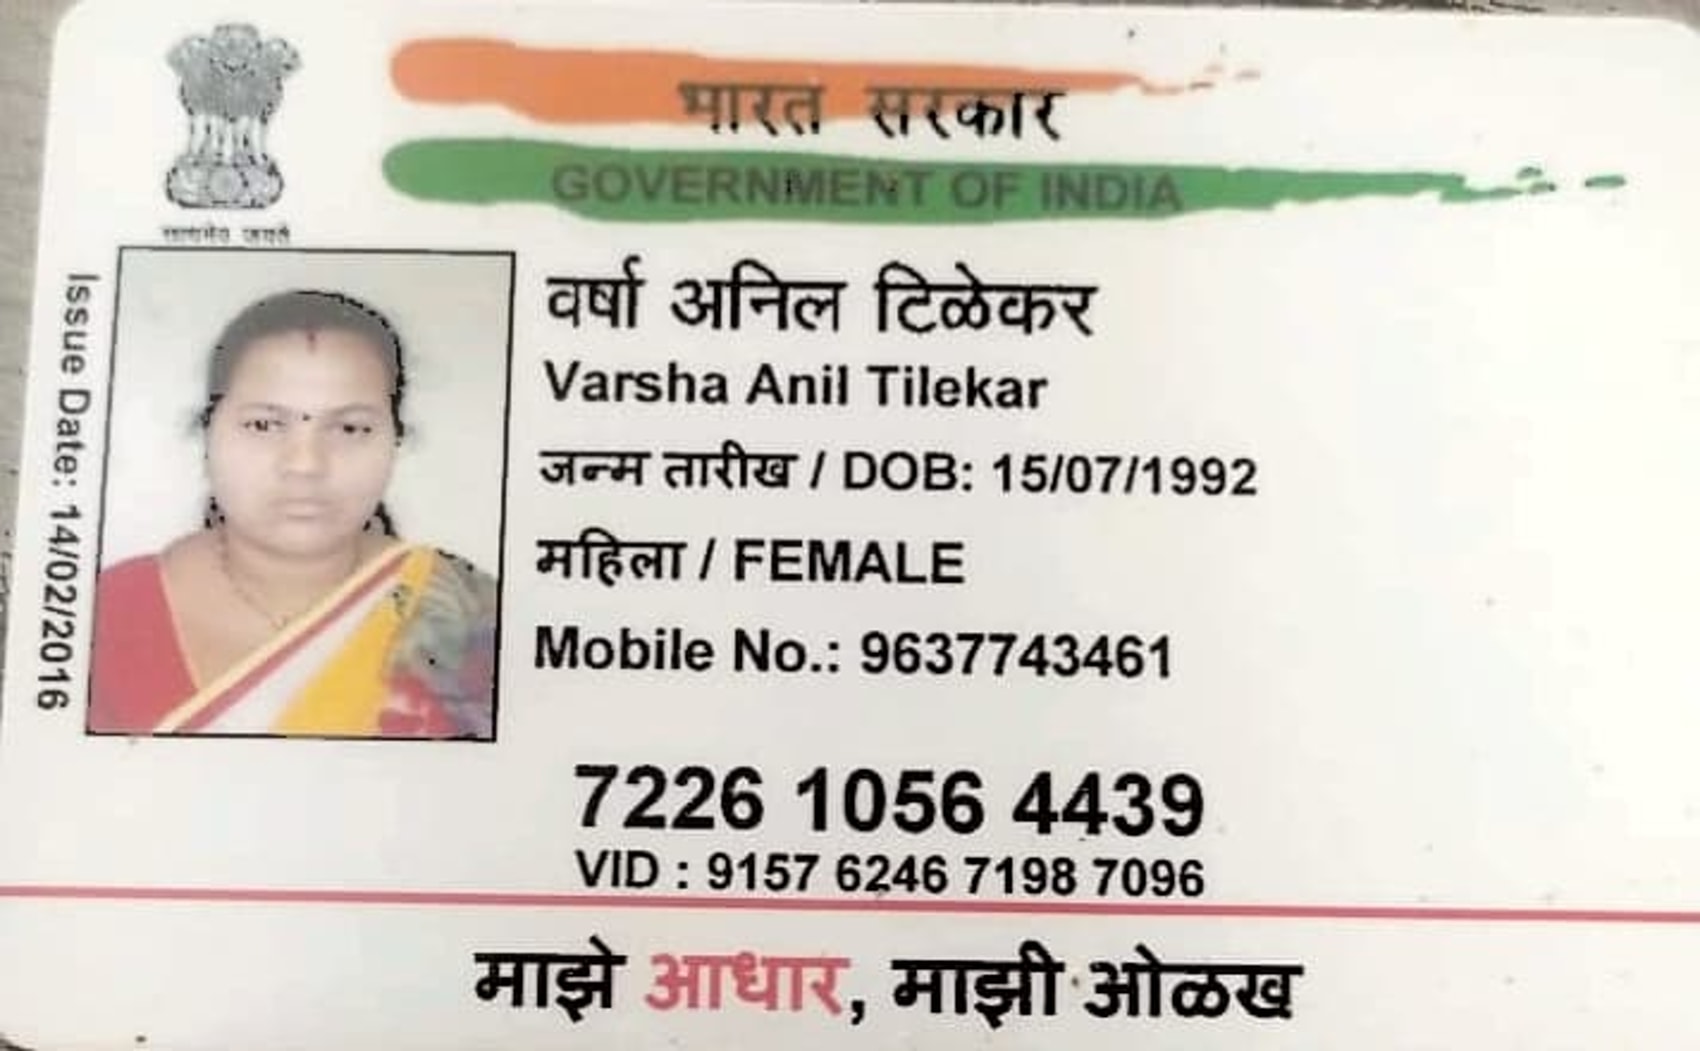 भारत सरकार
GOVERNMENT OF INDIA
सत्यमेव जयते
Issue Date: 14/02/2016
वर्षा अनिल टिळेकर
Varsha Anil Tilekar
जन्म तारीख / DOB: 15/07/1992
महिला / FEMALE
Mobile No.: 9637743461
7226 1056 4439
VID : 9157 6246 7198 7096
माझे आधार, माझी ओळख